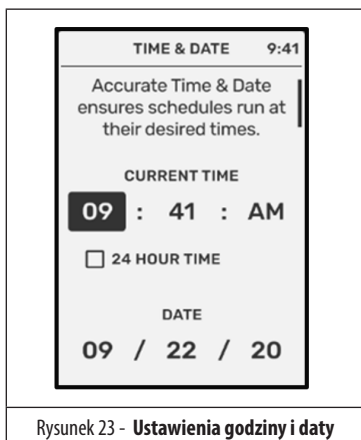 TIME & DATE 9:41
Accurate Time & Date
ensures schedules run at
their desired times.
CURRENT TIME
09 : 41 : AM
24 HOUR TIME
DATE
09 / 22 / 20
Rysunek 23 - Ustawienia godziny i daty